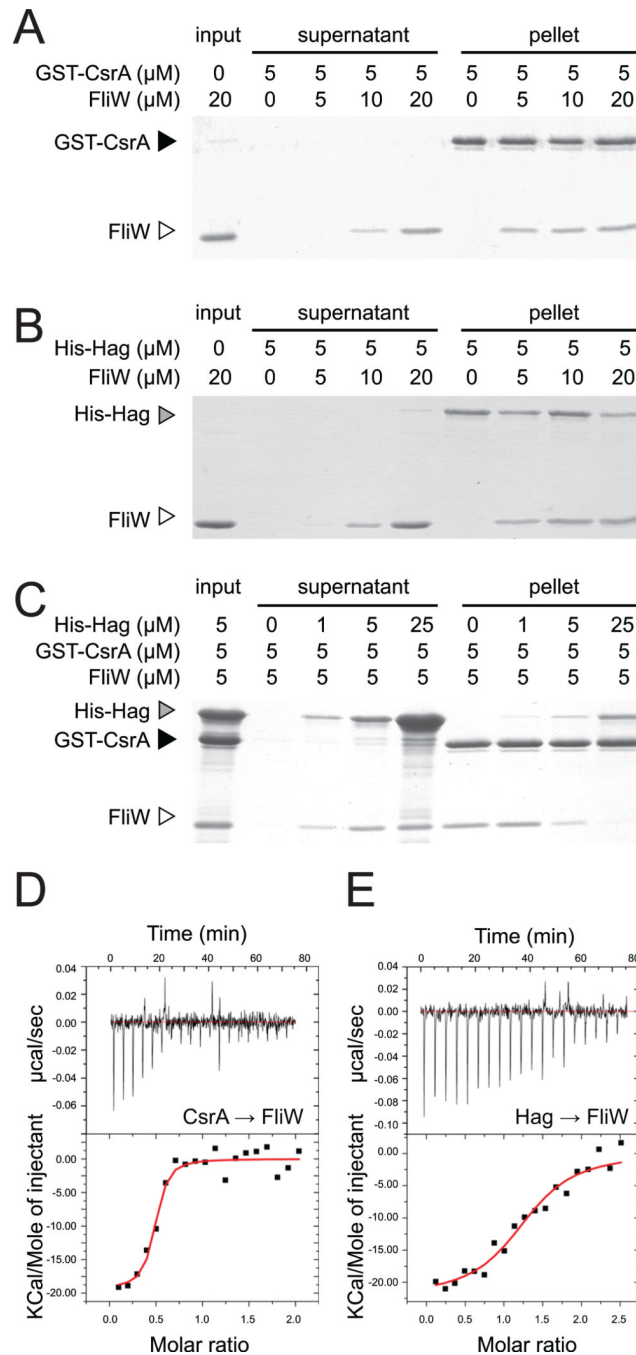 A
input supernatant pellet
GST-CsrA (µM) 0 5 5 5 5 5 5 5 5
FliW (µM) 20 0 5 10 20 0 5 10 20
GST-CsrA
FliW
B
input supernatant pellet
His-Hag (µM) 0 5 5 5 5 5 5 5 5
FliW (µM) 20 0 5 10 20 0 5 10 20
His-Hag
FliW
C
input supernatant pellet
His-Hag (µM) 5 0 1 5 25 0 1 5 25
GST-CsrA (µM) 5 5 5 5 5 5 5 5 5
FliW (µM) 5 5 5 5 5 5 5 5 5
His-Hag
GST-CsrA
FliW
D
Time (min)
0 20 40 60 80
0.04
0.02
0.00
-0.02
-0.04
-0.06
µcal/sec
CsrA → FliW
0.00
-5.00
-10.00
-15.00
-20.00
KCal/Mole of injectant
0.0 0.5 1.0 1.5 2.0
Molar ratio
E
Time (min)
0 20 40 60 80
0.04
0.02
0.00
-0.02
-0.04
-0.06
-0.08
-0.10
µcal/sec
Hag → FliW
0.00
-5.00
-10.00
-15.00
-20.00
0.0 0.5 1.0 1.5 2.0 2.5
Molar ratio